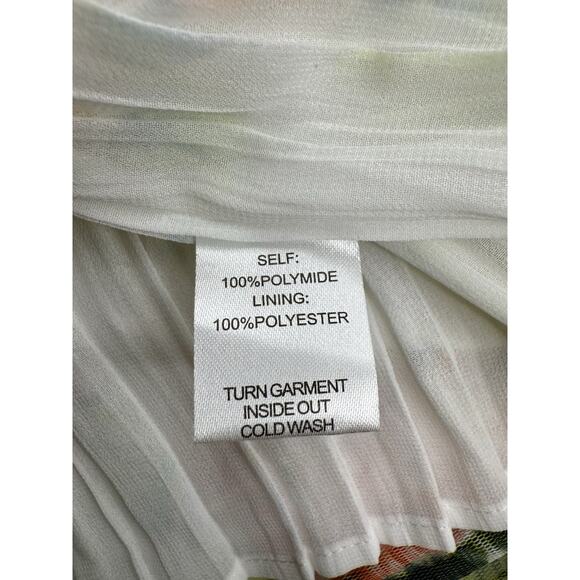 SELF:
100%POLYMIDE
LINING:
100%POLYESTER
TURN GARMENT
INSIDE OUT
COLD WASH